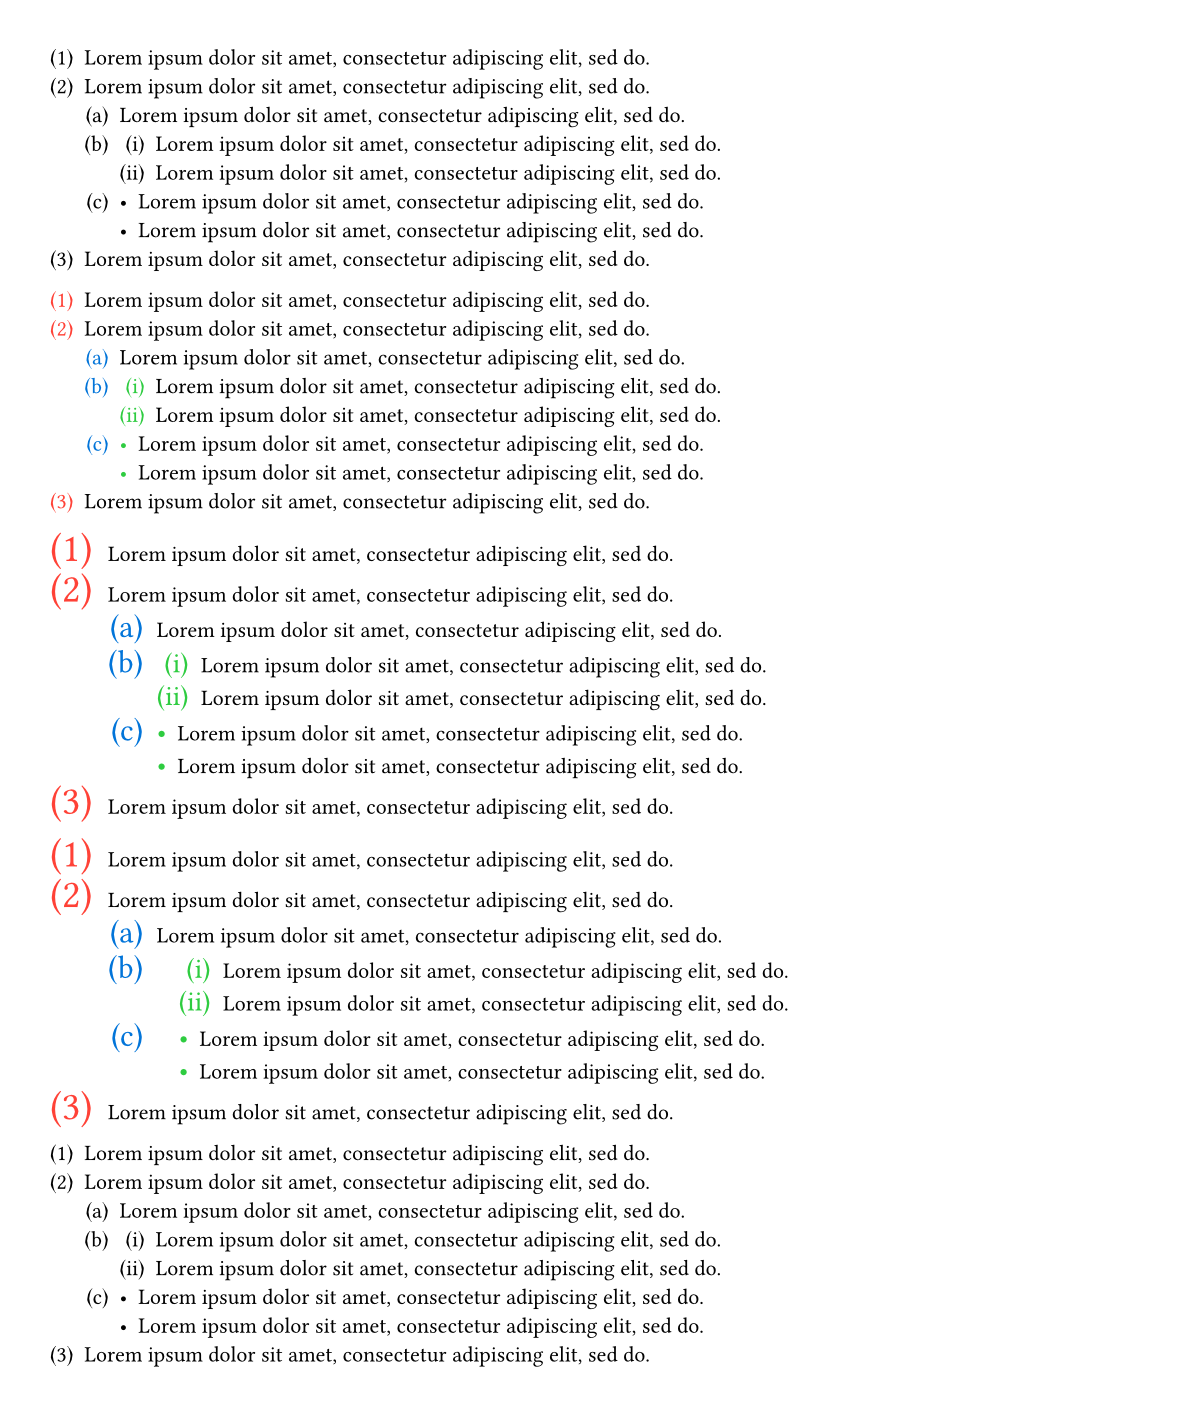 (1) Lorem ipsum dolor sit amet, consectetur adipiscing elit, sed do.
(2) Lorem ipsum dolor sit amet, consectetur adipiscing elit, sed do.
(a) Lorem ipsum dolor sit amet, consectetur adipiscing elit, sed do.
(b) (i) Lorem ipsum dolor sit amet, consectetur adipiscing elit, sed do.
(ii) Lorem ipsum dolor sit amet, consectetur adipiscing elit, sed do.
(c) • Lorem ipsum dolor sit amet, consectetur adipiscing elit, sed do.
• Lorem ipsum dolor sit amet, consectetur adipiscing elit, sed do.
(3) Lorem ipsum dolor sit amet, consectetur adipiscing elit, sed do.
(1) Lorem ipsum dolor sit amet, consectetur adipiscing elit, sed do.
(2) Lorem ipsum dolor sit amet, consectetur adipiscing elit, sed do.
(a) Lorem ipsum dolor sit amet, consectetur adipiscing elit, sed do.
(b) (i) Lorem ipsum dolor sit amet, consectetur adipiscing elit, sed do.
(ii) Lorem ipsum dolor sit amet, consectetur adipiscing elit, sed do.
(c) • Lorem ipsum dolor sit amet, consectetur adipiscing elit, sed do.
• Lorem ipsum dolor sit amet, consectetur adipiscing elit, sed do.
(3) Lorem ipsum dolor sit amet, consectetur adipiscing elit, sed do.
(1) Lorem ipsum dolor sit amet, consectetur adipiscing elit, sed do.
(2) Lorem ipsum dolor sit amet, consectetur adipiscing elit, sed do.
(a) Lorem ipsum dolor sit amet, consectetur adipiscing elit, sed do.
(b) (i) Lorem ipsum dolor sit amet, consectetur adipiscing elit, sed do.
(ii) Lorem ipsum dolor sit amet, consectetur adipiscing elit, sed do.
(c) • Lorem ipsum dolor sit amet, consectetur adipiscing elit, sed do.
• Lorem ipsum dolor sit amet, consectetur adipiscing elit, sed do.
(3) Lorem ipsum dolor sit amet, consectetur adipiscing elit, sed do.
(1) Lorem ipsum dolor sit amet, consectetur adipiscing elit, sed do.
(2) Lorem ipsum dolor sit amet, consectetur adipiscing elit, sed do.
(a) Lorem ipsum dolor sit amet, consectetur adipiscing elit, sed do.
(b) (i) Lorem ipsum dolor sit amet, consectetur adipiscing elit, sed do.
(ii) Lorem ipsum dolor sit amet, consectetur adipiscing elit, sed do.
(c) • Lorem ipsum dolor sit amet, consectetur adipiscing elit, sed do.
• Lorem ipsum dolor sit amet, consectetur adipiscing elit, sed do.
(3) Lorem ipsum dolor sit amet, consectetur adipiscing elit, sed do.
(1) Lorem ipsum dolor sit amet, consectetur adipiscing elit, sed do.
(2) Lorem ipsum dolor sit amet, consectetur adipiscing elit, sed do.
(a) Lorem ipsum dolor sit amet, consectetur adipiscing elit, sed do.
(b) (i) Lorem ipsum dolor sit amet, consectetur adipiscing elit, sed do.
(ii) Lorem ipsum dolor sit amet, consectetur adipiscing elit, sed do.
(c) • Lorem ipsum dolor sit amet, consectetur adipiscing elit, sed do.
• Lorem ipsum dolor sit amet, consectetur adipiscing elit, sed do.
(3) Lorem ipsum dolor sit amet, consectetur adipiscing elit, sed do.